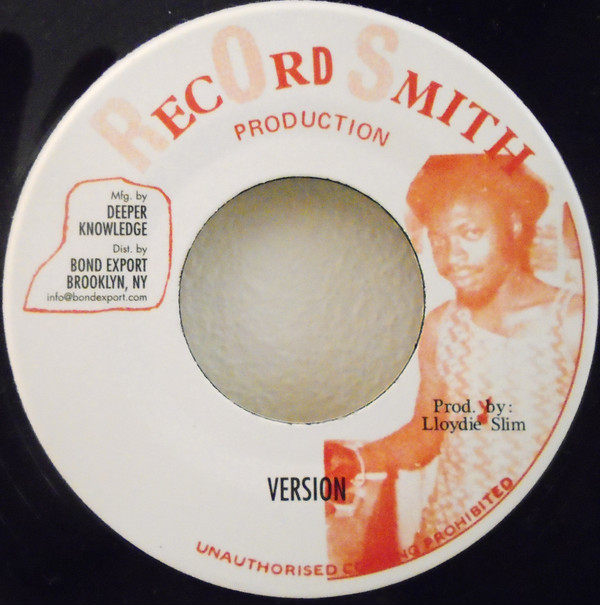 RECORD SMITH
PRODUCTION
Mfg. by
DEEPER
KNOWLEDGE
Dist. by
BOND EXPORT
BROOKLYN, NY
info@bondexport.com
Prod. by:
Lloydie Slim
VERSION
UNAUTHORISED PROHIBITED